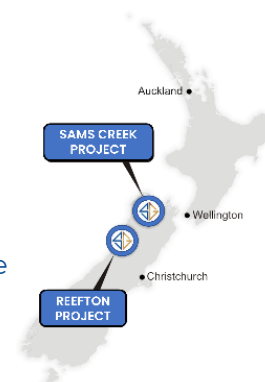 Auckland
SAMS CREEK
PROJECT
Wellington
e
Christchurch
REEFTON
PROJECT